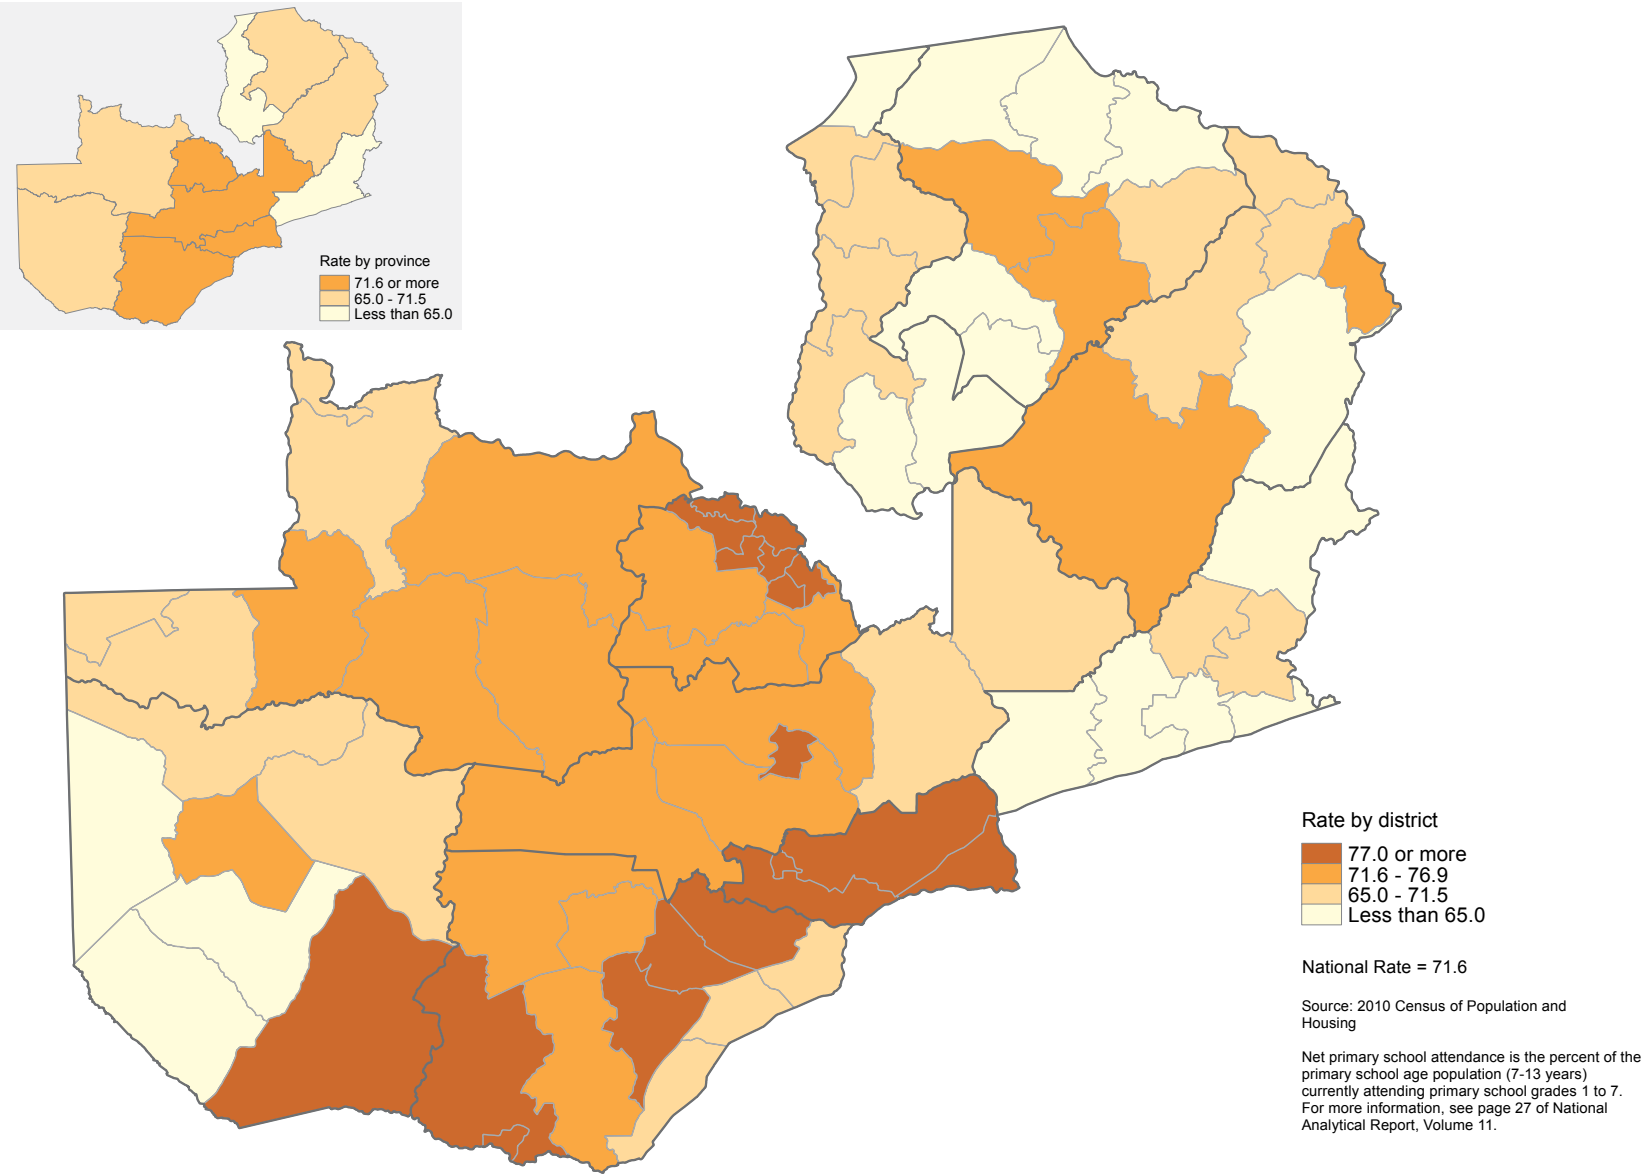 Rate by province
71.6 or more
65.0 - 71.5
Less than 65.0
Rate by district
77.0 or more
71.6 - 76.9
65.0 - 71.5
Less than 65.0
National Rate = 71.6
Source: 2010 Census of Population and
Housing
Net primary school attendance is the percent of the
primary school age population (7-13 years)
currently attending primary school grades 1 to 7.
For more information, see page 27 of National
Analytical Report, Volume 11.